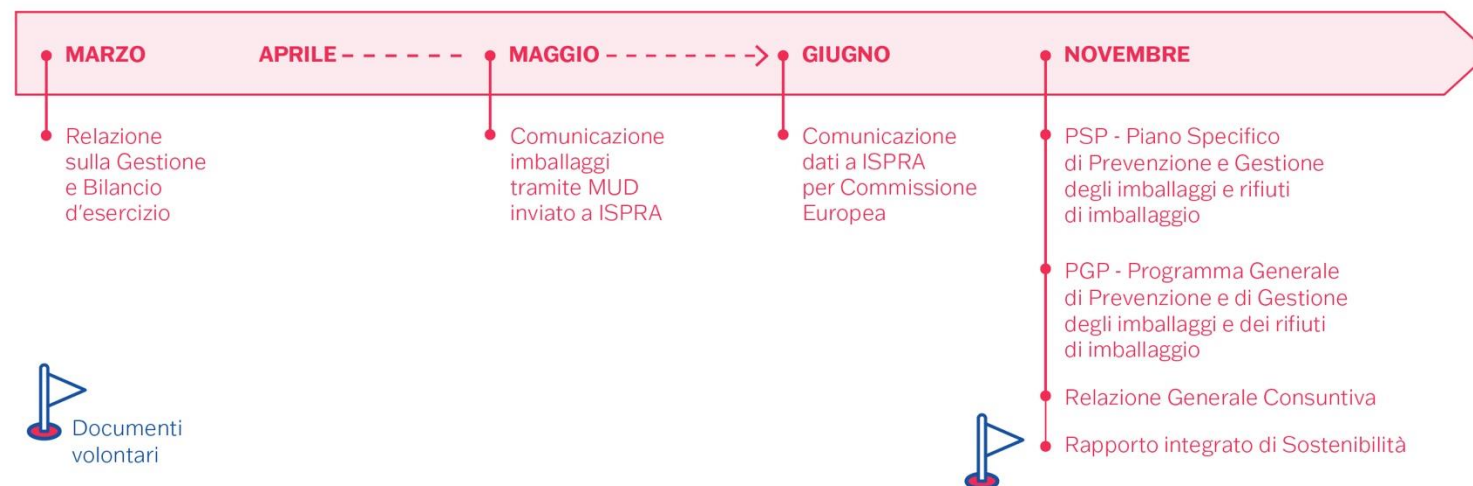 MARZO
APRILE
MAGGIO
GIUGNO
NOVEMBRE
Relazione
sulla Gestione
e Bilancio
d'esercizio
Comunicazione
imballaggi
tramite MUD
inviato a ISPRA
Comunicazione
dati a ISPRA
per Commissione
Europea
PSP - Piano Specifico
di Prevenzione e Gestione
degli imballaggi e rifiuti
di imballaggio
PGP - Programma Generale
di Prevenzione e di Gestione
degli imballaggi e dei rifiuti
di imballaggio
Relazione Generale Consuntiva
Rapporto integrato di Sostenibilità
Documenti
volontari